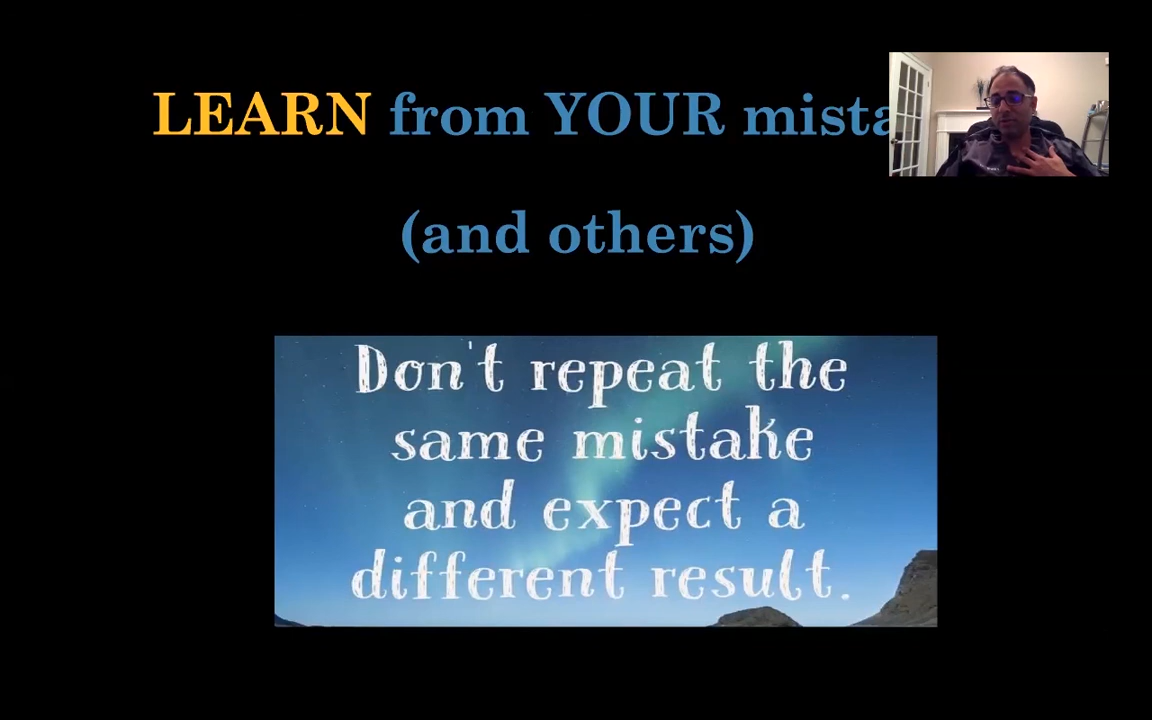 LEARN from YOUR mista
(and others)
Don't repeat the
same mistake
and expect a
different result.